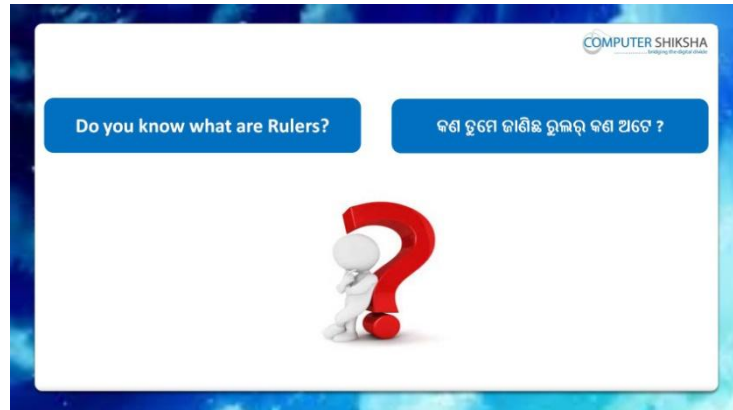 COMPUTER SHIKSHA
bridging the digital divide
Do you know what are Rulers?
କଣ ତୁମେ ଜାଣିଛ ରୁଲର୍ କଣ ଅଟେ ?